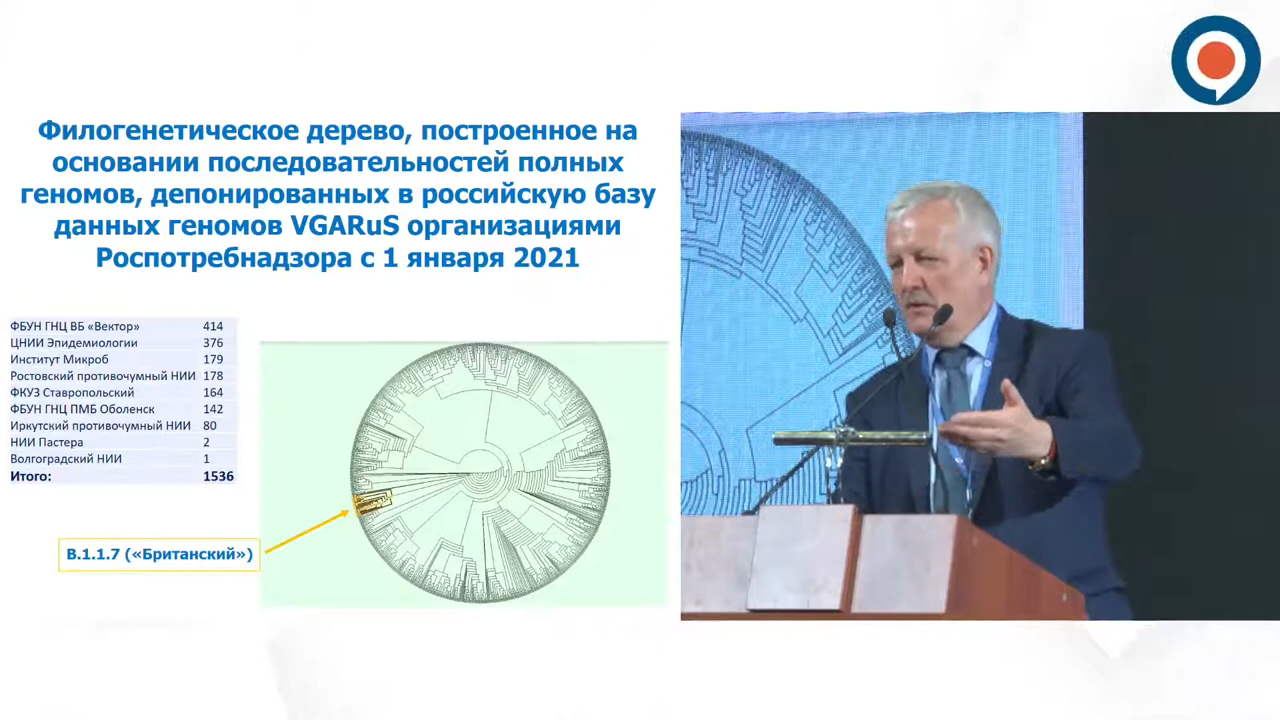 Филогенетическое дерево, построенное на
основании последовательностей полных
геномов, депонированных в российскую базу
данных геномов VGARuS организациями
Роспотребнадзора с 1 января 2021
ФБУН ГНЦ ВБ «Вектор» 414
ЦНИИ Эпидемиологии 376
Институт Микроб 179
Ростовский противочумный НИИ 178
ФКУЗ Ставропольский 164
ФБУН ГНЦ ПМБ Оболенск 142
Иркутский противочумный НИИ 80
НИИ Пастера 2
Волгоградский НИИ 1
Итого: 1536
B.1.1.7 («Британский»)